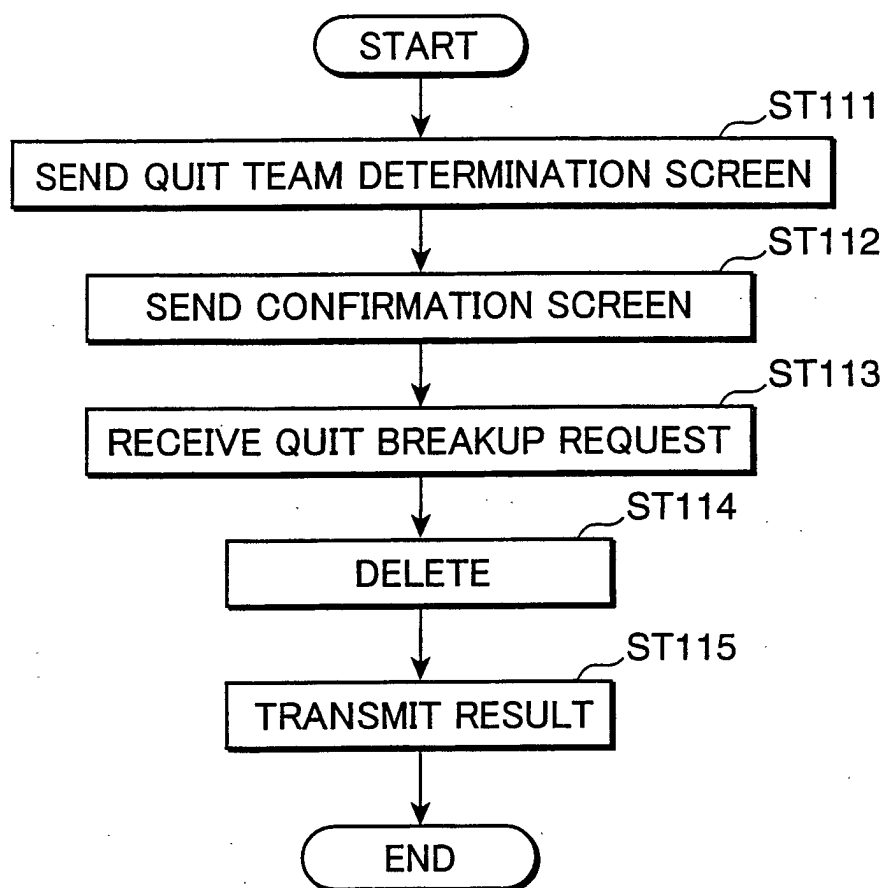 START
ST111
SEND QUIT TEAM DETERMINATION SCREEN
ST112
SEND CONFIRMATION SCREEN
ST113
RECEIVE QUIT BREAKUP REQUEST
ST114
DELETE
ST115
TRANSMIT RESULT
END